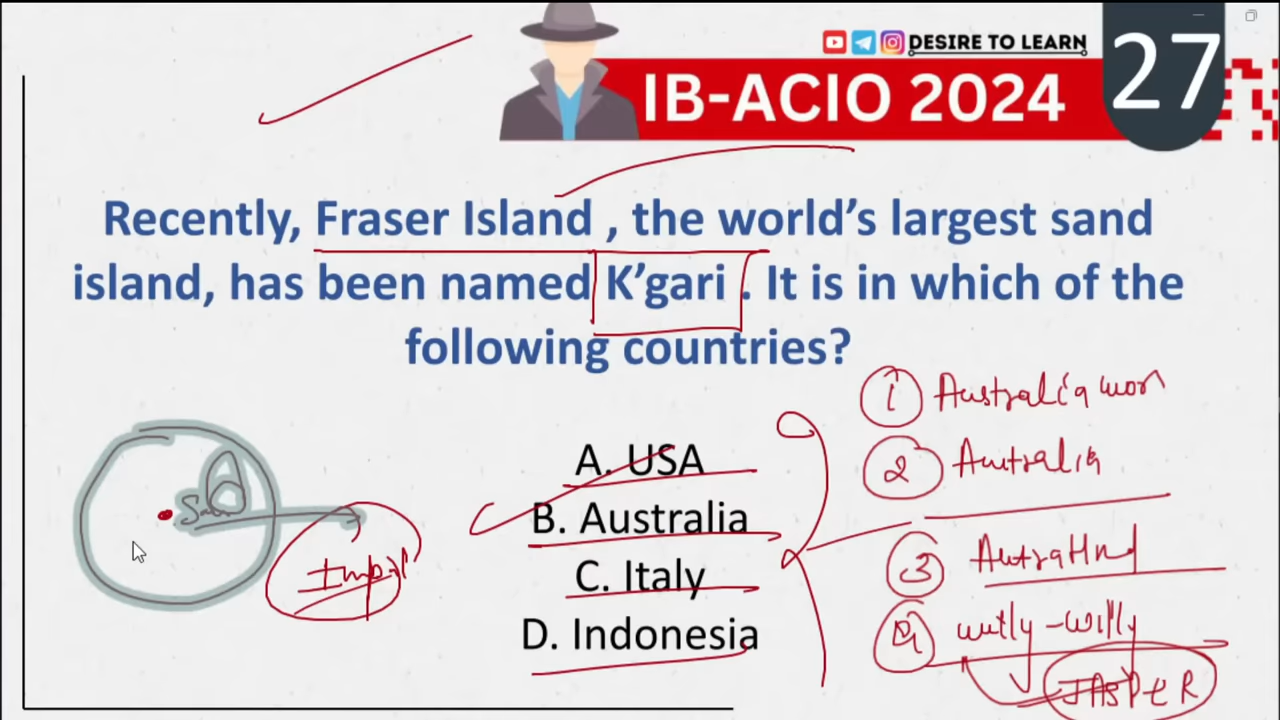 DESIRE TO LEARN
IB-ACIO 2024
27
Recently, Fraser Island , the world's largest sand
island, has been named K'gari . It is in which of the
following countries?
A. USA
B. Australia
C. Italy
D. Indonesia
1 Australia won
2 Australia
3
4 willy-willy
JASPER